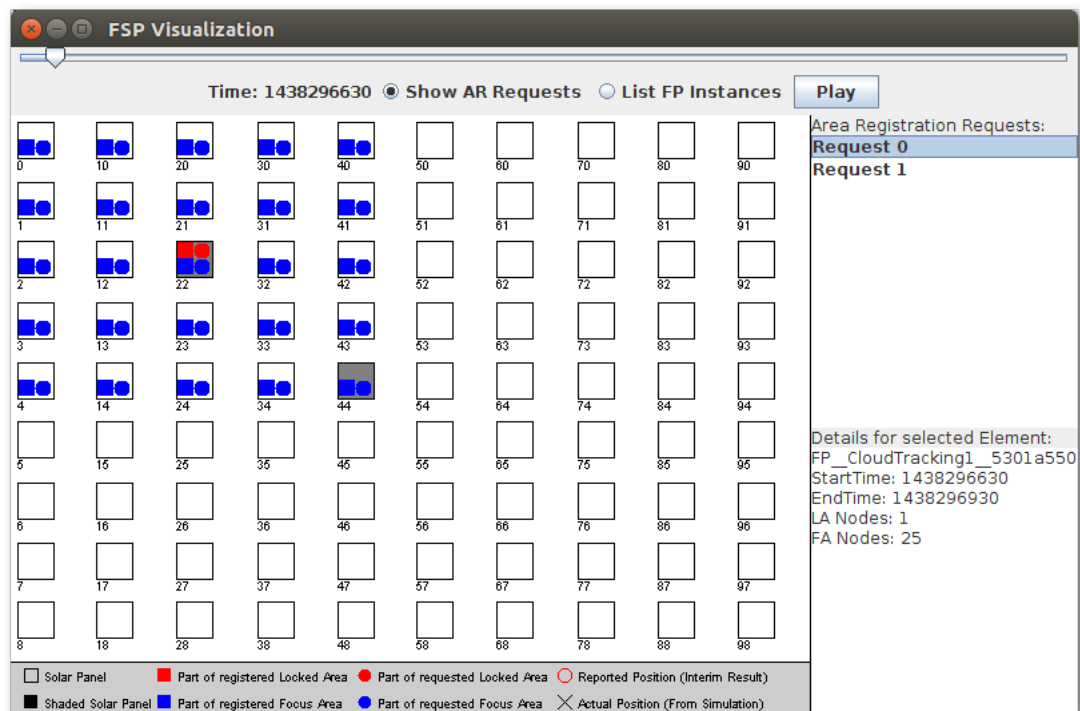 FSP Visualization
Time: 1438296630 Show AR Requests List FP Instances Play
Area Registration Requests:
Request 0
Request 1
0 10 20 30 40 50 60 70 80 90
1 11 21 31 41 51 61 71 81 91
2 12 22 32 42 52 62 72 82 92
3 13 23 33 43 53 63 73 83 93
4 14 24 34 44 54 64 74 84 94
5 15 25 35 45 55 65 75 85 95
6 16 26 36 46 56 66 76 86 96
7 17 27 37 47 57 67 77 87 97
8 18 28 38 48 58 68 78 88 98
Details for selected Element:
FP__CloudTracking1__5301a550
StartTime: 1438296630
EndTime: 1438296930
LA Nodes: 1
FA Nodes: 25
Solar Panel Part of registered Locked Area Part of requested Locked Area Reported Position (Interim Result)
Shaded Solar Panel Part of registered Focus Area Part of requested Focus Area Actual Position (From Simulation)